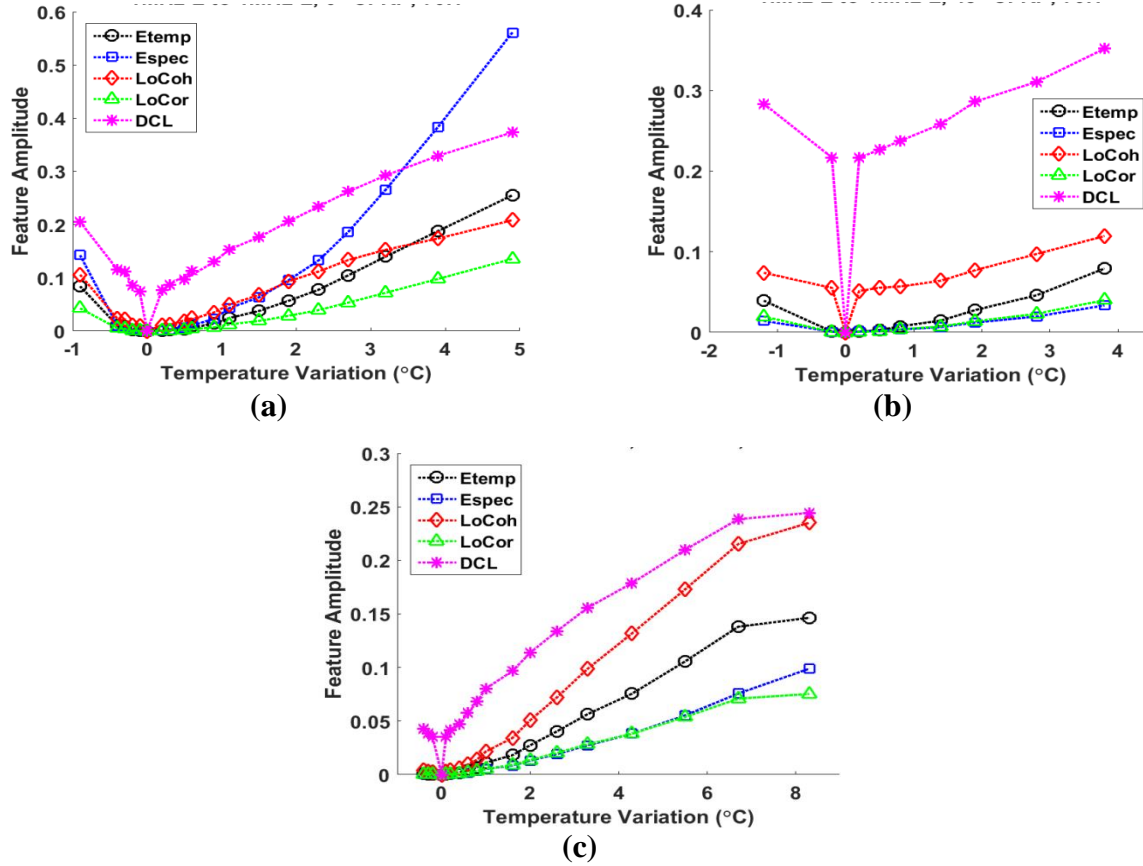 0.6
0.5
0.4
0.3
0.2
0.1
0
Feature Amplitude
Etemp
Espec
LoCoh
LoCor
DCL
-1 0 1 2 3 4 5
Temperature Variation (°C)
(a)
0.4
0.3
0.2
0.1
0
Feature Amplitude
Etemp
Espec
LoCoh
LoCor
DCL
-2 -1 0 1 2 3 4
Temperature Variation (°C)
(b)
0.3
0.25
0.2
0.15
0.1
0.05
0
Feature Amplitude
Etemp
Espec
LoCoh
LoCor
DCL
0 2 4 6 8
Temperature Variation (°C)
(c)